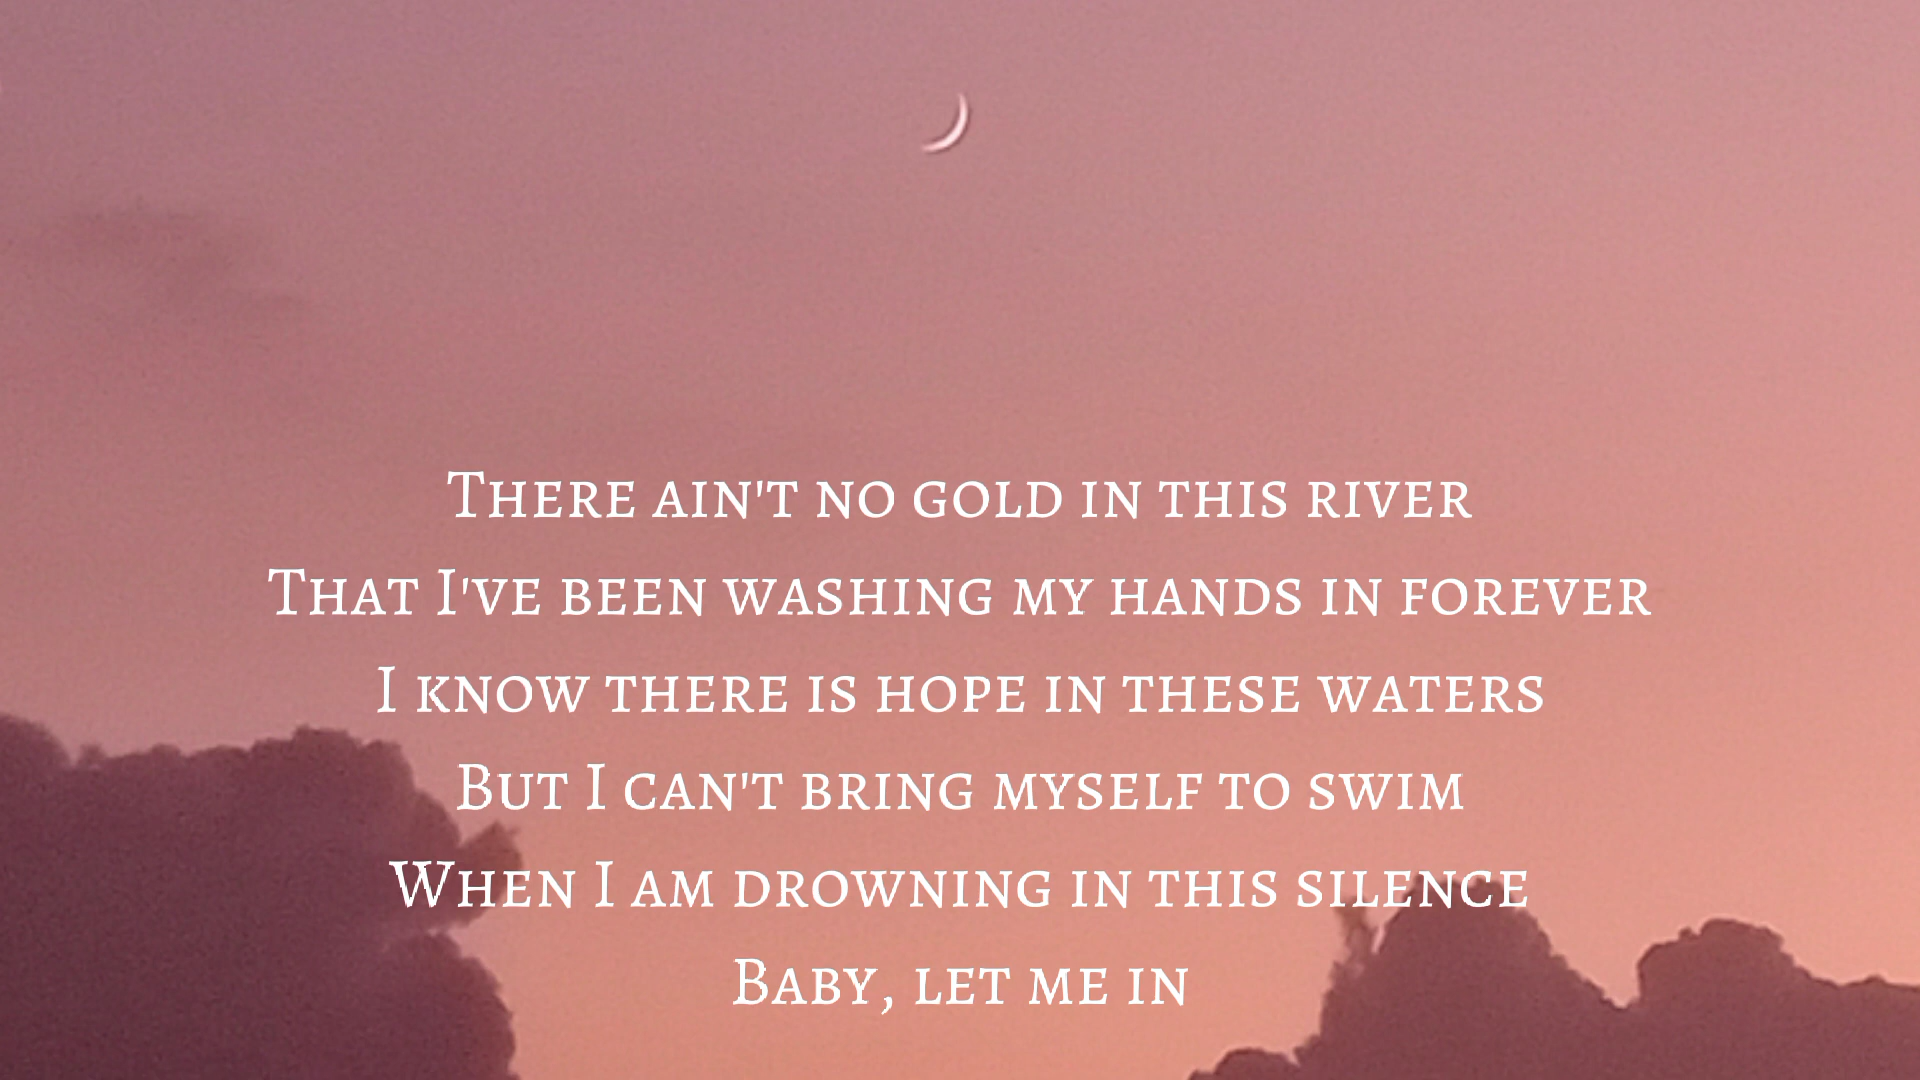 There ain't no gold in this river
That I've been washing my hands in forever
I know there is hope in these waters
But I can't bring myself to swim
When I am drowning in this silence
Baby, let me in